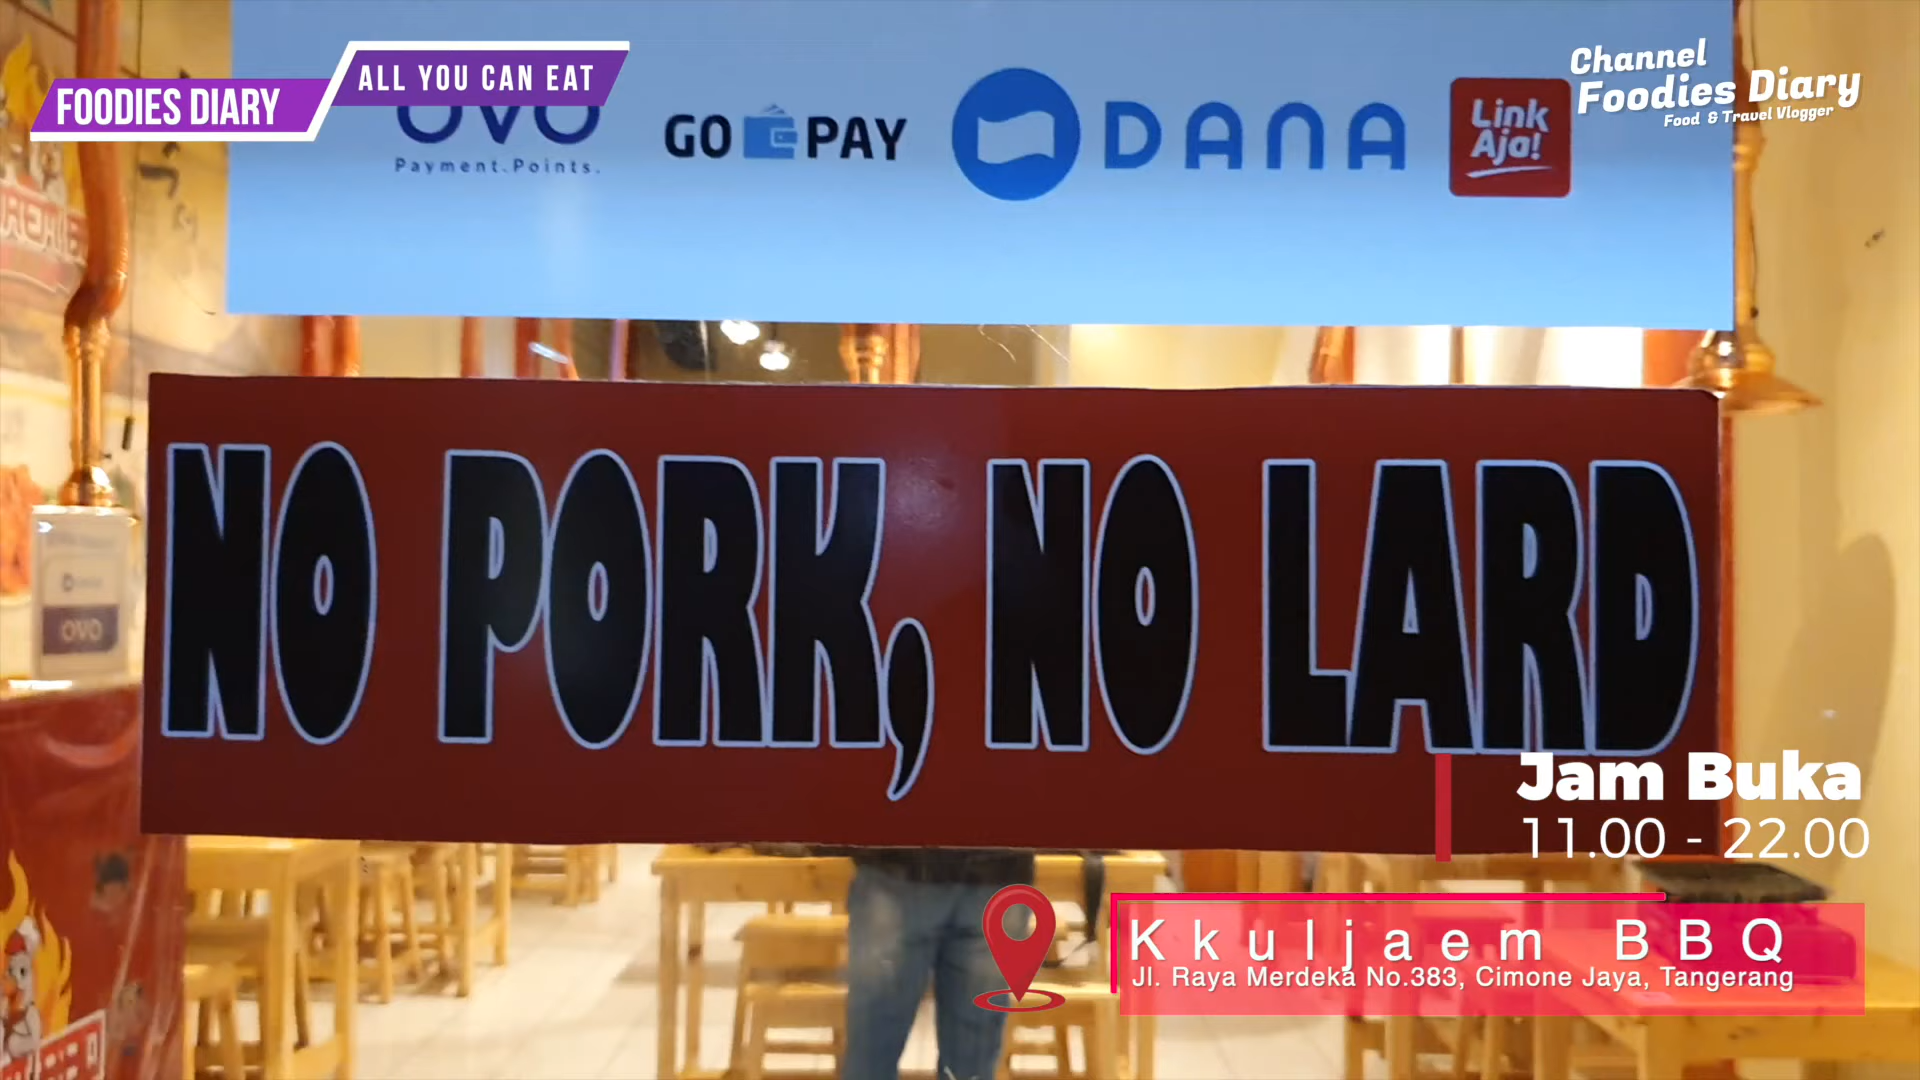 FOODIES DIARY
ALL YOU CAN EAT
Channel
Foodies Diary
Food & Travel Vlogger
OVO
Payment.Points.
GO PAY
DANA
Link
Aja!
NO PORK, NO LARD
OVO
Jam Buka
11.00 - 22.00
Kkuljaem BBQ
Jl. Raya Merdeka No.383, Cimone Jaya, Tangerang